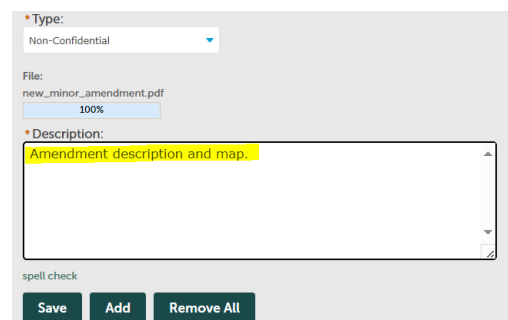 *Type:
Non-Confidential
File:
new_minor_amendment.pdf
100%
*Description:
Amendment description and map.
spell check
Save Add Remove All